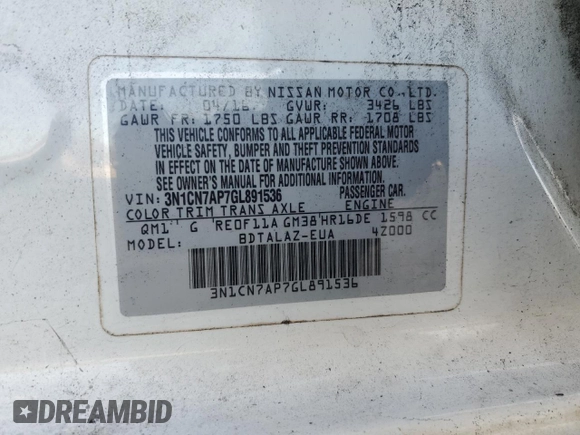 MANUFACTURED BY NISSAN MOTOR CO.,LTD.
DATE: 04/16 GVWR: 3426 LBS
GAWR FR: 1750 LBS GAWR RR: 1708 LBS
THIS VEHICLE CONFORMS TO ALL APPLICABLE FEDERAL MOTOR
VEHICLE SAFETY, BUMPER, AND THEFT PREVENTION STANDARDS
IN EFFECT ON THE DATE OF MANUFACTURE SHOWN ABOVE.
SEE OWNER'S MANUAL FOR ADDITIONAL INFORMATION.
VIN: 3N1CN7AP7GL891536 PASSENGER CAR.
COLOR TRIM TRANS AXLE ENGINE
QM1 G RE0F11A GM38 HR16DE 1598 CC
MODEL: BDTALAZ-EUA 4Z000
3N1CN7AP7GL891536
DREAMBID